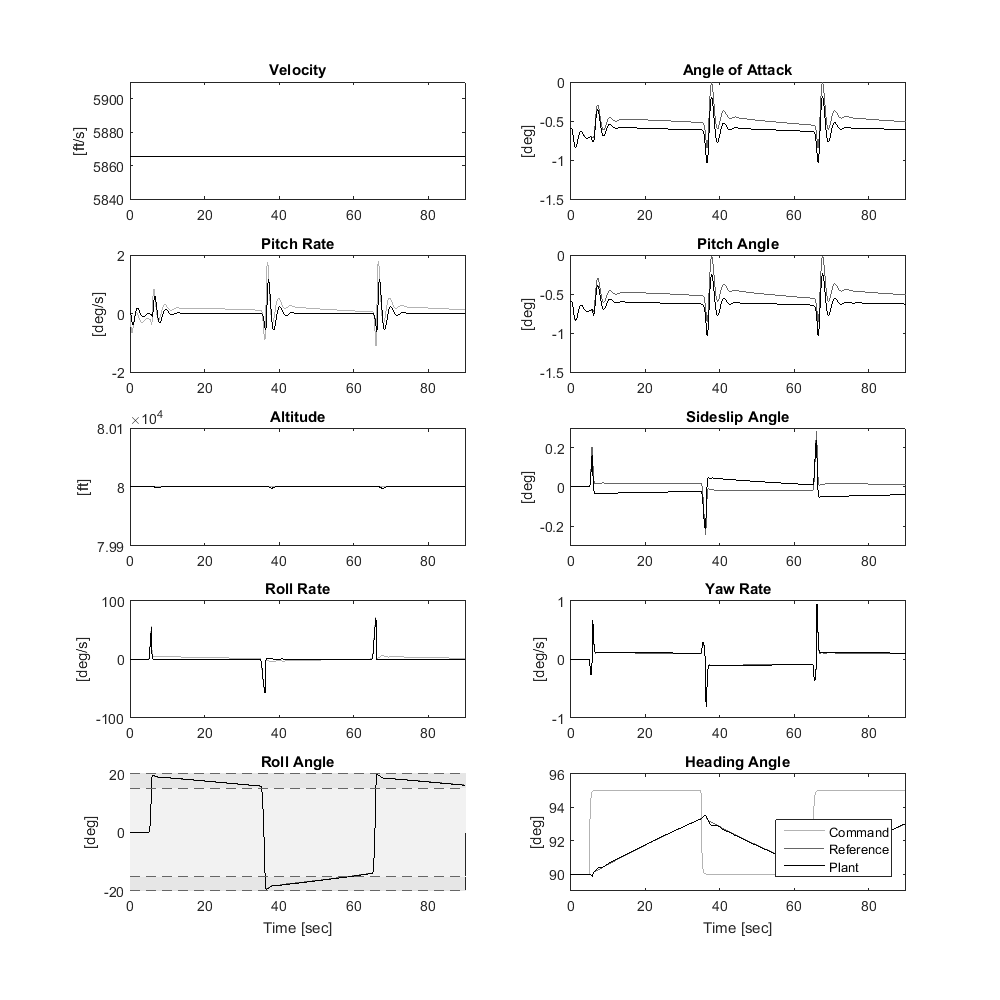 Velocity
5900
5880
5860
5840
[ft/s]
0 20 40 60 80
Angle of Attack
0
-0.5
-1
-1.5
[deg]
0 20 40 60 80
Pitch Rate
2
0
-2
[deg/s]
0 20 40 60 80
Pitch Angle
0
-0.5
-1
-1.5
[deg]
0 20 40 60 80
Altitude
×10⁴
8.01
8
7.99
[ft]
0 20 40 60 80
Sideslip Angle
0.2
0
-0.2
[deg]
0 20 40 60 80
Roll Rate
100
0
-100
[deg/s]
0 20 40 60 80
Yaw Rate
1
0
-1
[deg/s]
0 20 40 60 80
Roll Angle
20
0
-20
[deg]
0 20 40 60 80
Time [sec]
Heading Angle
96
94
92
90
[deg]
Command
Reference
Plant
0 20 40 60 80
Time [sec]